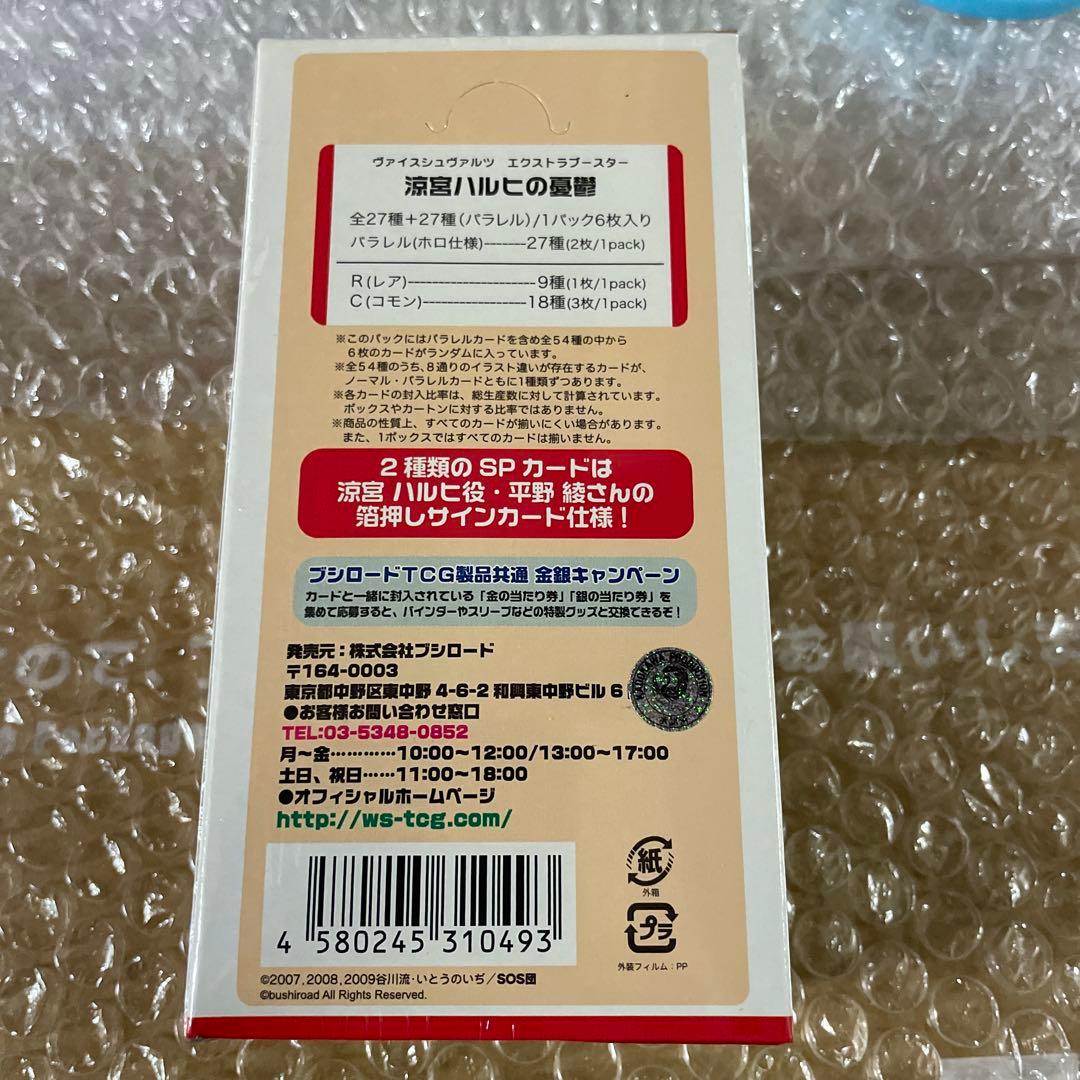 ヴァイスシュヴァルツ エクストラブースター
涼宮ハルヒの憂鬱
全27種+27種(パラレル)/1パック6枚入り
パラレル(ホロ仕様)--------27種(2枚/1pack)
R(レア)----------------------9種(1枚/1pack)
C(コモン)------------------18種(3枚/1pack)
※このパックにはパラレルカードを含め全54種の中から
6枚のカードがランダムに入っています。
※全54種のうち、8通りのイラスト違いが存在するカードが、
ノーマル・パラレルカードともに1種類ずつあります。
※各カードの封入比率は、総生産数に対して計算されています。
ボックスやカートンに対する比率ではありません。
※商品の性質上、すべてのカードが揃いにくい場合があります。
また、1ボックスではすべてのカードは揃いません。
2種類のSPカードは
涼宮 ハルヒ役・平野 綾さんの
箔押しサインカード仕様!
ブシロードTCG製品共通 金銀キャンペーン
カードと一緒に封入されている「金の当たり券」「銀の当たり券」を
集めて応募すると、バインダーやスリーブなどの特製グッズと交換できるぞ!
発売元:株式会社ブシロード
〒164-0003
東京都中野区東中野 4-6-2 和興東中野ビル 6
●お客様お問い合わせ窓口
TEL:03-5348-0852
月〜金…………10:00〜12:00/13:00〜17:00
土日、祝日……11:00〜18:00
●オフィシャルホームページ
http://ws-tcg.com/
4 580245 310493
紙
外箱
プラ
外装フィルム:PP
©2007,2008,2009谷川流・いとうのいぢ/SOS団
©bushiroad All Rights Reserved.